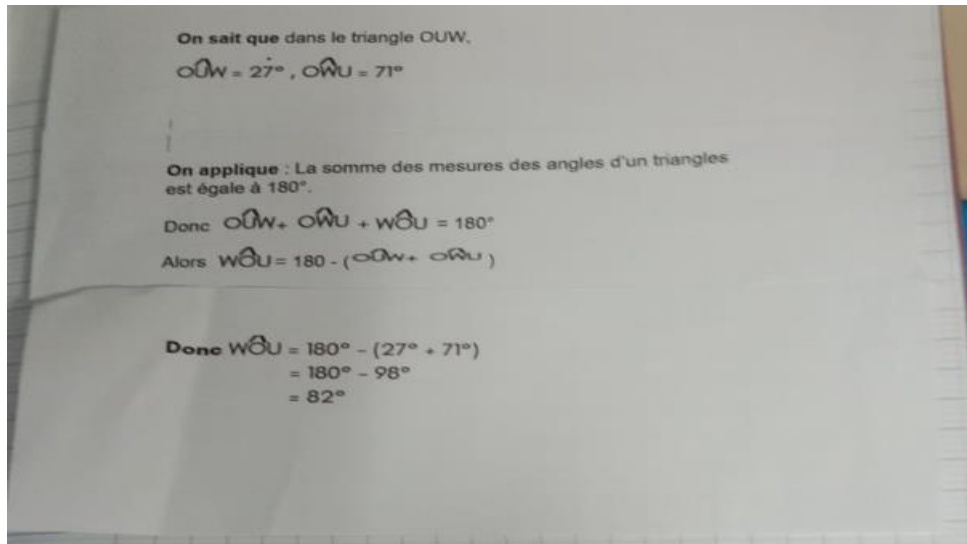 On sait que dans le triangle OUW,
OÛW = 27° , OŴU = 71°
On applique : La somme des mesures des angles d'un triangles
est égale à 180°.
Donc OÛW+ OŴU + WÔU = 180°
Alors WÔU = 180 - (OÛW+ OŴU )
Donc WÔU = 180° - (27° + 71°)
= 180° - 98°
= 82°